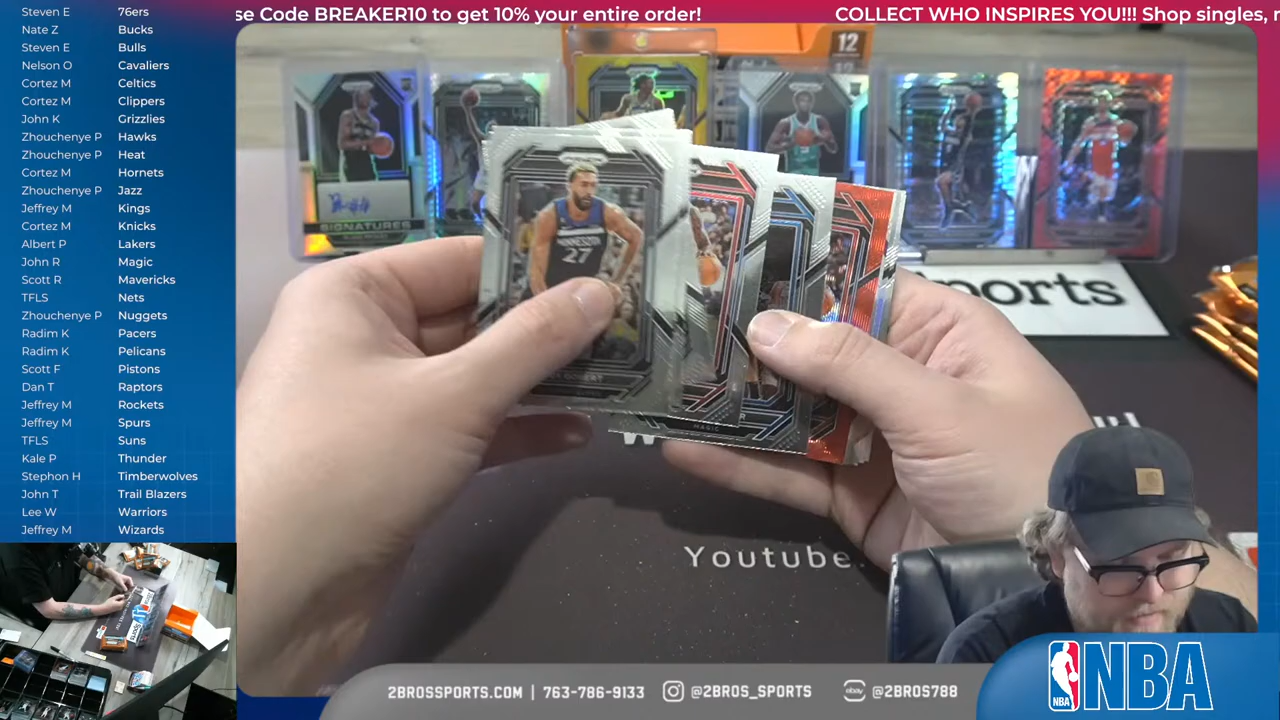 se Code BREAKER10 to get 10% your entire order!
COLLECT WHO INSPIRES YOU!!! Shop singles, r
Steven E 76ers
Nate Z Bucks
Steven E Bulls
Nelson O Cavaliers
Cortez M Celtics
Cortez M Clippers
John K Grizzlies
Zhouchenye P Hawks
Zhouchenye P Heat
Cortez M Hornets
Zhouchenye P Jazz
Jeffrey M Kings
Cortez M Knicks
Albert P Lakers
John R Magic
Scott R Mavericks
TFLS Nets
Zhouchenye P Nuggets
Radim K Pacers
Radim K Pelicans
Scott F Pistons
Dan T Raptors
Jeffrey M Rockets
Jeffrey M Spurs
TFLS Suns
Kale P Thunder
Stephon H Timberwolves
John T Trail Blazers
Lee W Warriors
Jeffrey M Wizards
12
SIGNATURES
MINNESOTA
27
MAGIC
ports
Youtube.
2BROSSPORTS.COM | 763-786-9133
@2BROS_SPORTS
ebay
@2BROS788
NBA
NBA